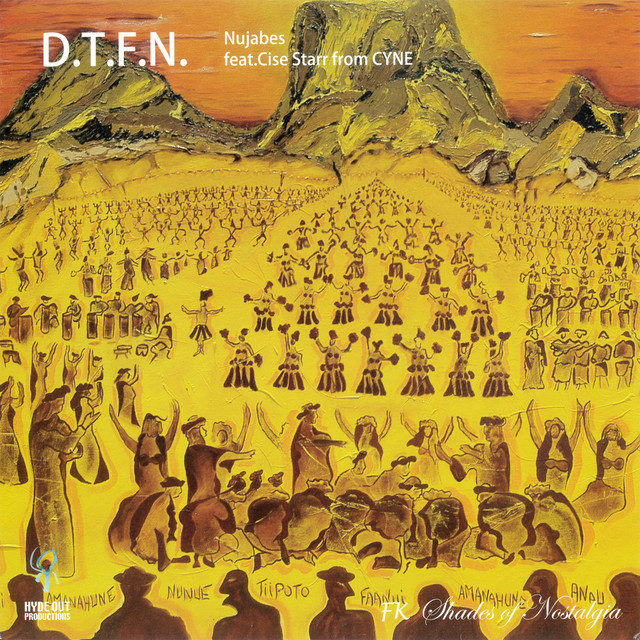 D.T.F.N.
Nujabes
feat.Cise Starr from CYNE
AMANAHUNE NUNUE TIIPOTO FAANUI AMANAHUNE ANAU
HYDE OUT
PRODUCTIONS
FK Shades of Nostalgia